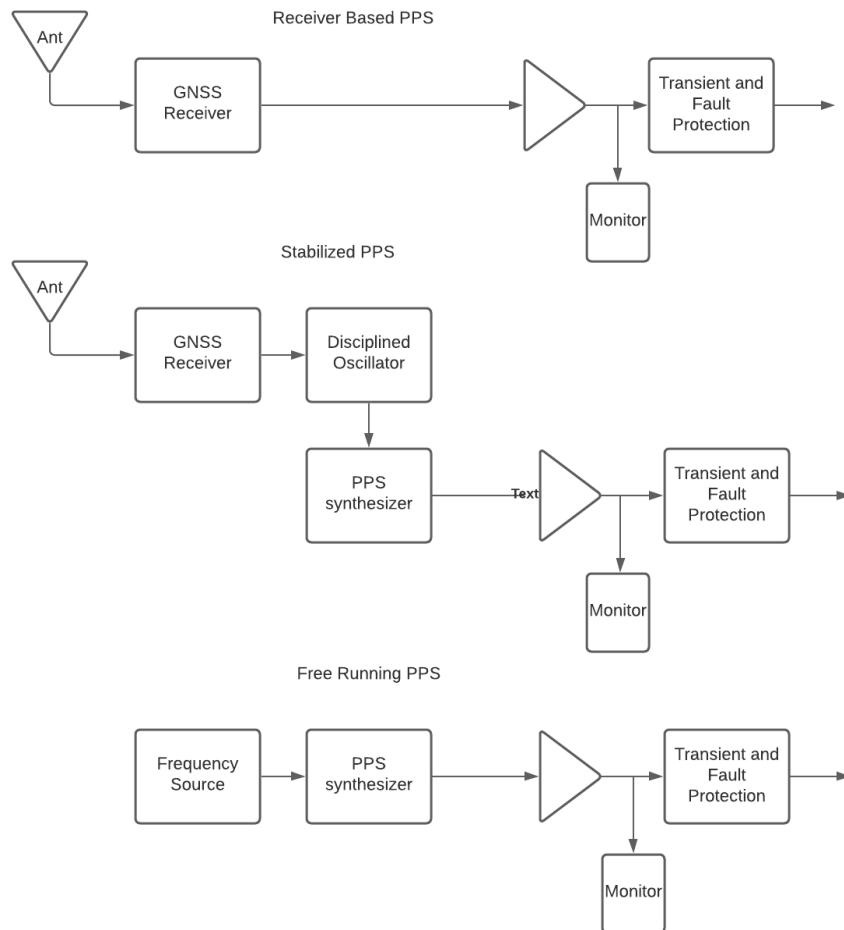 Receiver Based PPS
Ant
GNSS
Receiver
Transient and
Fault
Protection
Monitor
Stabilized PPS
Ant
GNSS
Receiver
Disciplined
Oscillator
PPS
synthesizer
Text
Transient and
Fault
Protection
Monitor
Free Running PPS
Frequency
Source
PPS
synthesizer
Transient and
Fault
Protection
Monitor